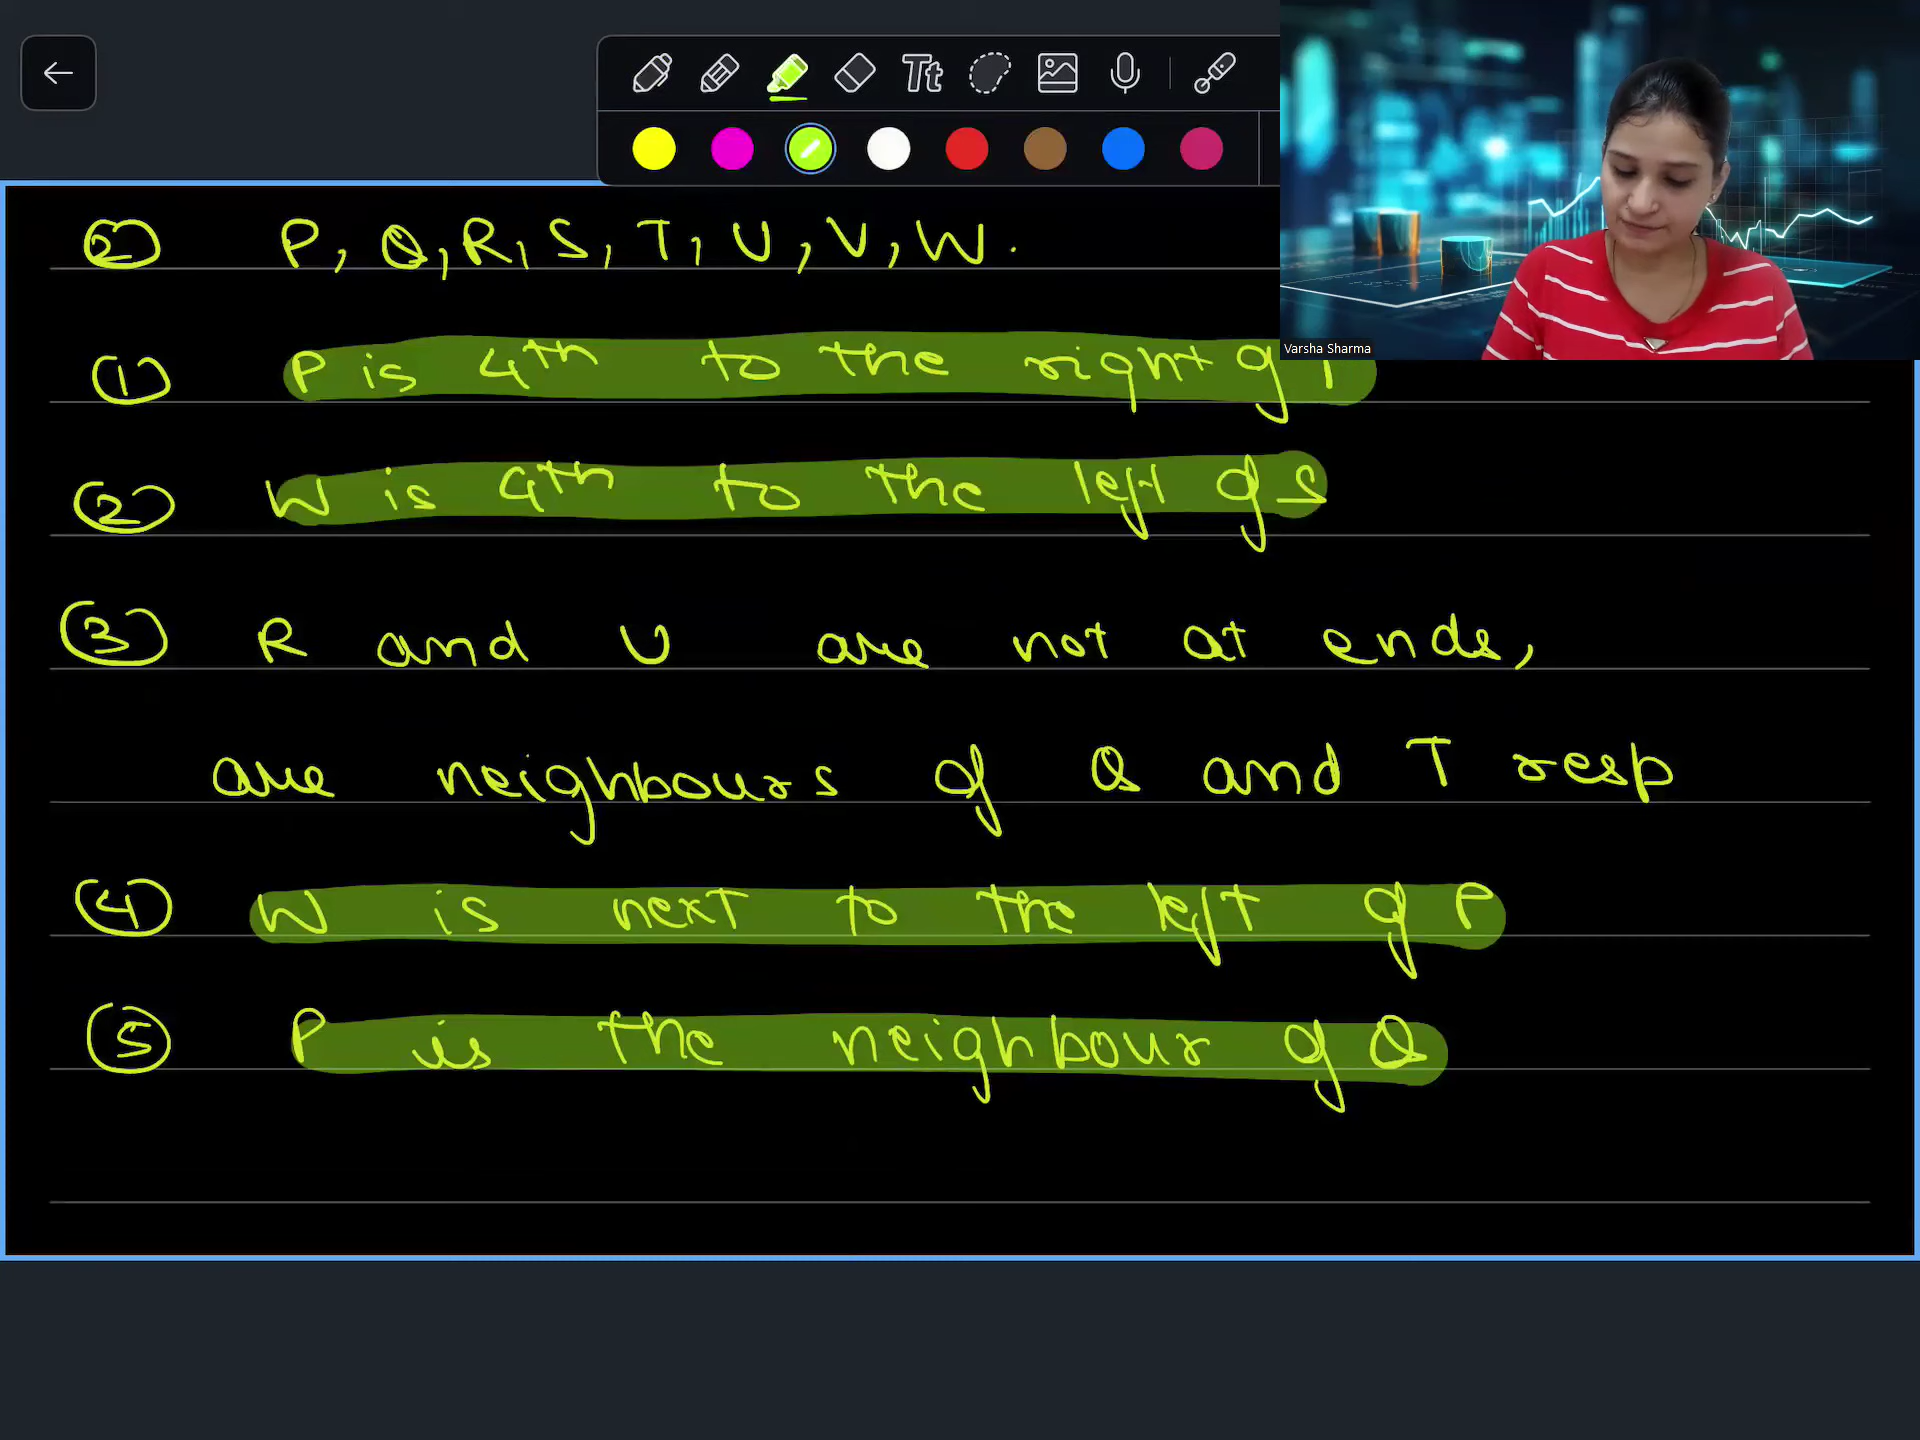 Tt
Varsha Sharma
② P, Q, R, S, T, U, V, W.
① P is 4th to the right of T
② W is 4th to the left of S
③ R and U are not at ends,
are neighbours of Q and T resp
④ W is next to the left of P
⑤ P is the neighbour of Q